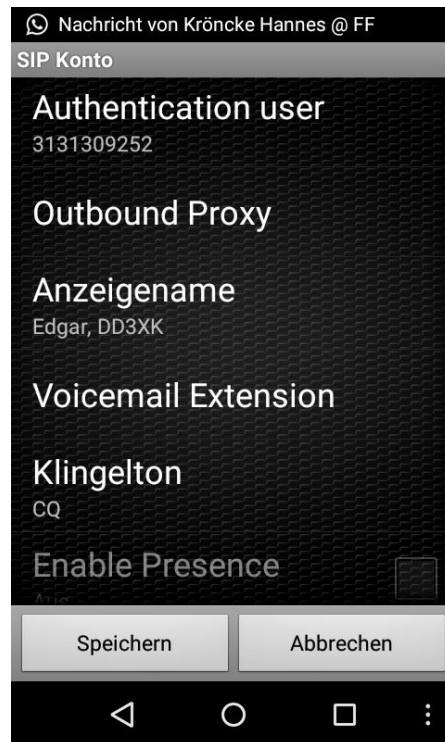 Nachricht von Kröncke Hannes @ FF
SIP Konto
Authentication user
3131309252
Outbound Proxy
Anzeigename
Edgar, DD3XK
Voicemail Extension
Klingelton
CQ
Enable Presence
Aus
Speichern Abbrechen